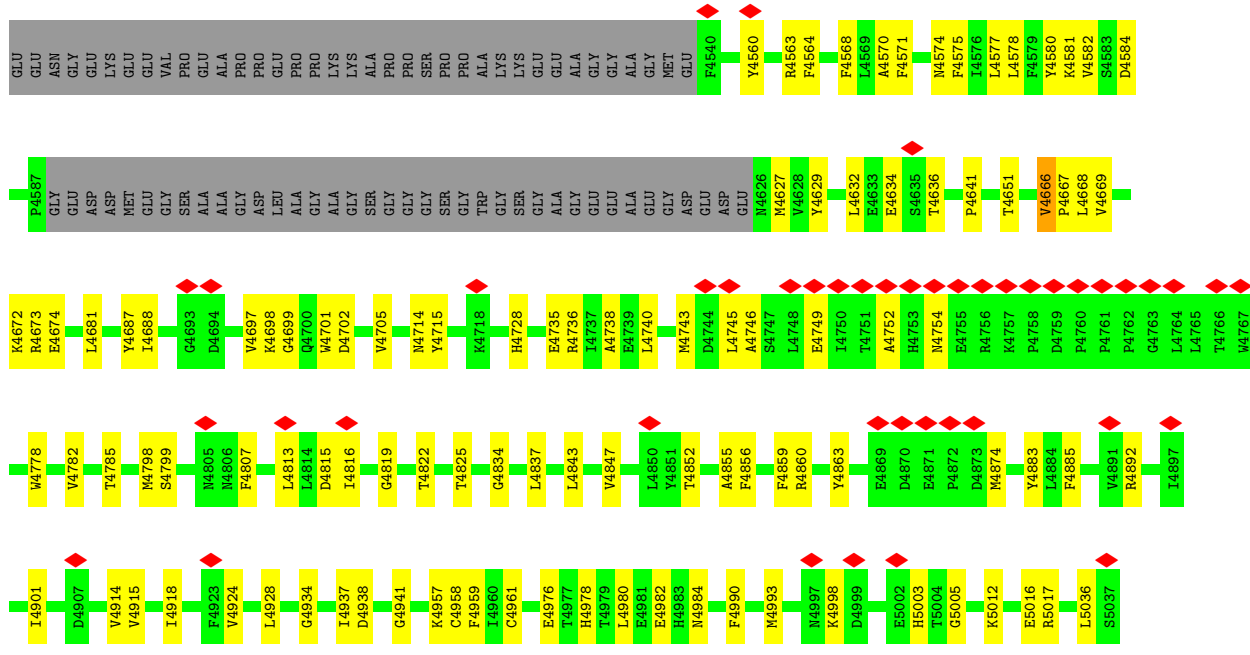 GLU GLU ASN GLY GLU LYS GLU GLU VAL PRO GLU ALA PRO PRO GLU PRO PRO LYS LYS ALA PRO PRO SER PRO PRO ALA LYS LYS GLU GLU ALA GLY GLY ALA GLY MET GLU F4540 Y4560 R4563 F4564 F4568 L4569 A4570 F4571 N4574 F4575 I4576 L4577 L4578 F4579 Y4580 K4581 V4582 S4583 D4584
P4587 GLY GLU ASP ASP MET GLU GLY SER ALA ALA GLY ASP LEU ALA GLY ALA GLY SER GLY GLY GLY SER GLY TRP GLY SER GLY ALA GLY GLU GLU ALA GLU GLY ASP GLU ASP GLU N4626 M4627 V4628 Y4629 L4632 E4633 E4634 S4635 T4636 P4641 T4651 V4666 P4667 L4668 V4669
K4672 R4673 E4674 L4681 Y4687 I4688 G4693 D4694 V4697 K4698 G4699 Q4700 W4701 D4702 V4705 N4714 Y4715 K4718 H4728 E4735 R4736 I4737 A4738 E4739 L4740 M4743 D4744 L4745 A4746 S4747 L4748 E4749 I4750 T4751 A4752 H4753 N4754 E4755 R4756 K4757 P4758 D4759 P4760 P4761 P4762 G4763 L4764 L4765 T4766 W4767
W4778 V4782 T4785 M4798 S4799 N4805 N4806 F4807 L4813 L4814 D4815 I4816 G4819 T4822 T4825 G4834 L4837 L4843 V4847 L4850 Y4851 T4852 A4855 F4856 F4859 R4860 Y4863 E4869 D4870 E4871 P4872 D4873 M4874 Y4883 L4884 F4885 V4891 R4892 I4897
I4901 D4907 V4914 V4915 I4918 F4923 V4924 L4928 G4934 I4937 D4938 G4941 K4957 C4958 F4959 I4960 C4961 E4976 T4977 H4978 T4979 L4980 E4981 E4982 H4983 N4984 F4990 M4993 N4997 K4998 D4999 E5002 H5003 T5004 G5005 K5012 E5016 R5017 L5036 S5037